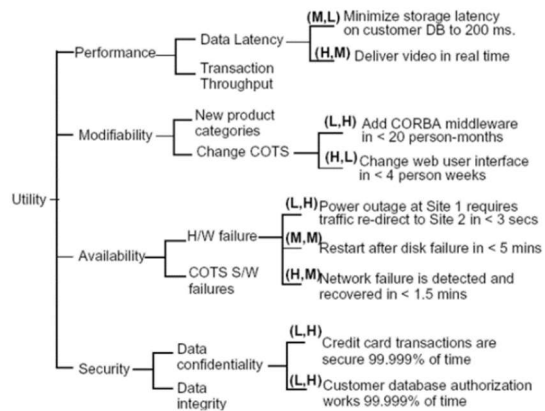 Utility
Performance
Data Latency
(M,L) Minimize storage latency
on customer DB to 200 ms.
(H,M) Deliver video in real time
Transaction
Throughput
Modifiability
New product
categories
Change COTS
(L,H) Add CORBA middleware
in < 20 person-months
(H,L) Change web user interface
in < 4 person weeks
Availability
H/W failure
(L,H) Power outage at Site 1 requires
traffic re-direct to Site 2 in < 3 secs
(M,M) Restart after disk failure in < 5 mins
(H,M) Network failure is detected and
recovered in < 1.5 mins
COTS S/W
failures
Security
Data
confidentiality
(L,H) Credit card transactions are
secure 99.999% of time
(L,H) Customer database authorization
works 99.999% of time
Data
integrity